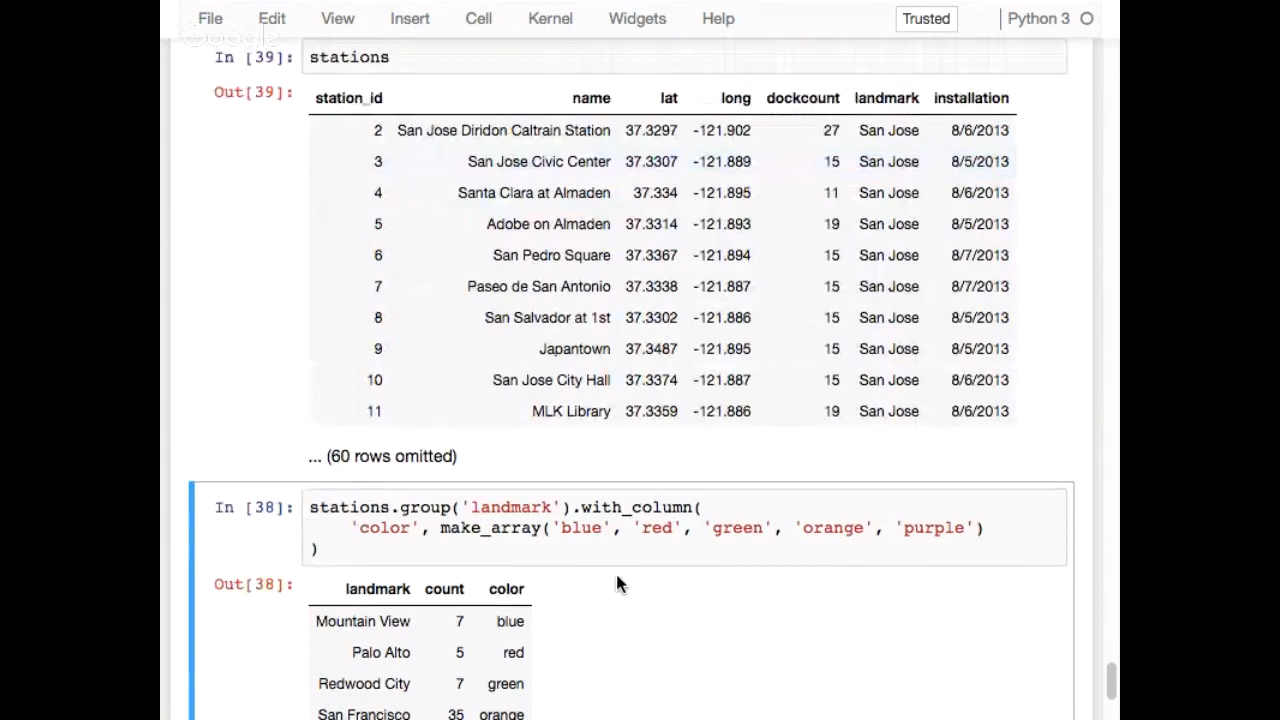 File Edit View Insert Cell Kernel Widgets Help Trusted Python 3
Google
In [39]: stations
Out[39]: station_id name lat long dockcount landmark installation
2 San Jose Diridon Caltrain Station 37.3297 -121.902 27 San Jose 8/6/2013
3 San Jose Civic Center 37.3307 -121.889 15 San Jose 8/5/2013
4 Santa Clara at Almaden 37.334 -121.895 11 San Jose 8/6/2013
5 Adobe on Almaden 37.3314 -121.893 19 San Jose 8/5/2013
6 San Pedro Square 37.3367 -121.894 15 San Jose 8/7/2013
7 Paseo de San Antonio 37.3338 -121.887 15 San Jose 8/7/2013
8 San Salvador at 1st 37.3302 -121.886 15 San Jose 8/5/2013
9 Japantown 37.3487 -121.895 15 San Jose 8/5/2013
10 San Jose City Hall 37.3374 -121.887 15 San Jose 8/6/2013
11 MLK Library 37.3359 -121.886 19 San Jose 8/6/2013
... (60 rows omitted)
In [38]: stations.group('landmark').with_column(
'color', make_array('blue', 'red', 'green', 'orange', 'purple')
)
Out[38]: landmark count color
Mountain View 7 blue
Palo Alto 5 red
Redwood City 7 green
San Francisco 35 orange